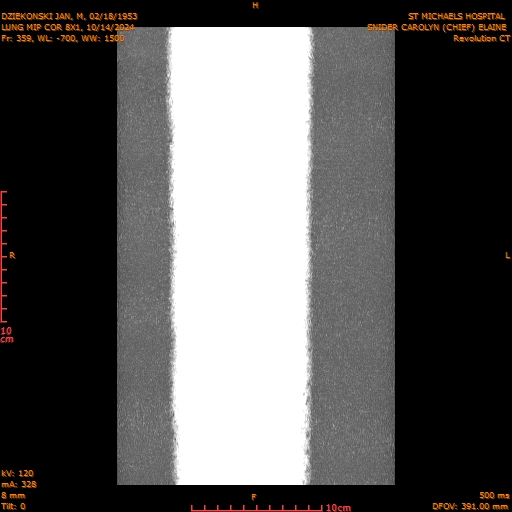 H
DZIEKONSKI JAN, M, 02/18/1953
ST MICHAELS HOSPITAL
LUNG MIP COR 8X1, 10/14/2024
SNIDER CAROLYN (CHIEF) ELAINE
Fr: 359, WL: -700, WW: 1500
Revolution CT
R
L
10
cm
kV: 120
mA: 328
8 mm
F
500 ms
Tilt: 0
10cm
DFOV: 391.00 mm